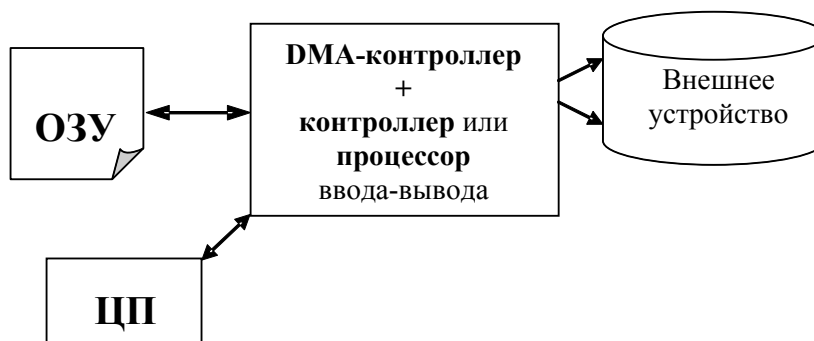 ОЗУ
DMA-контроллер
+
контроллер или
процессор
ввода-вывода
Внешнее
устройство
ЦП